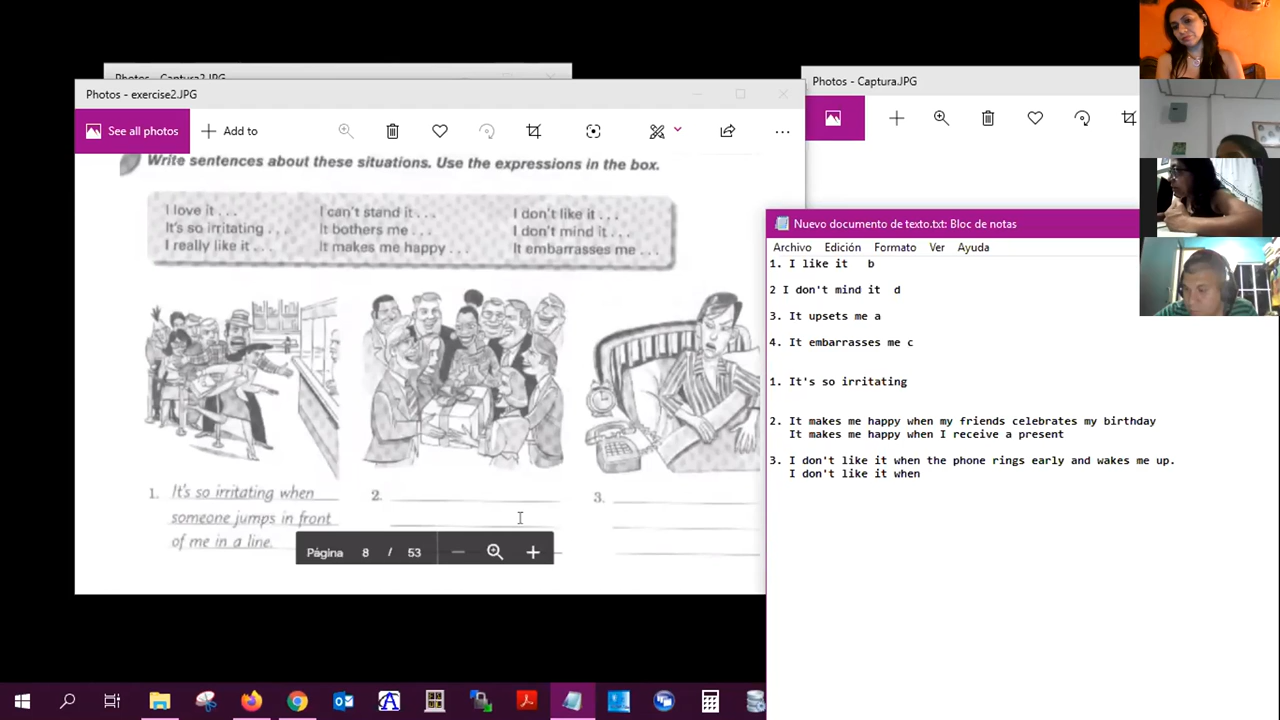 Photos - Captura2.JPG
Photos - exercise2.JPG
Photos - Captura.JPG
See all photos
Add to
Write sentences about these situations. Use the expressions in the box.
I love it . . . I can't stand it . . . I don't like it . . .
It's so irritating . . . It bothers me . . . I don't mind it . . .
I really like it . . . It makes me happy . . . It embarrasses me . . .
1. It's so irritating when
someone jumps in front
of me in a line.
2.
3.
Página 8 / 53
Nuevo documento de texto.txt: Bloc de notas
Archivo Edición Formato Ver Ayuda
1. I like it b
2 I don't mind it d
3. It upsets me a
4. It embarrasses me c
1. It's so irritating
2. It makes me happy when my friends celebrates my birthday
It makes me happy when I receive a present
3. I don't like it when the phone rings early and wakes me up.
I don't like it when